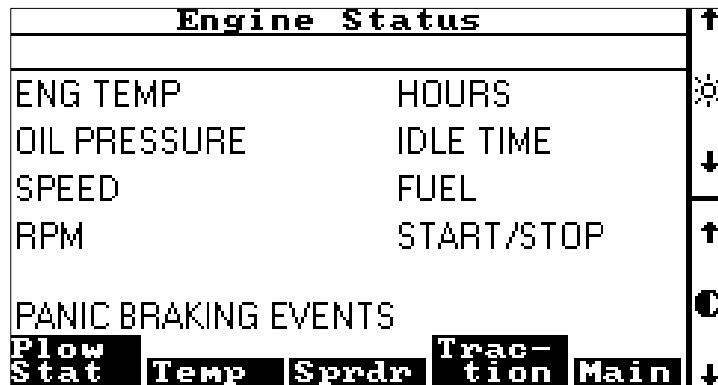 Engine Status
ENG TEMP HOURS
OIL PRESSURE IDLE TIME
SPEED FUEL
RPM START/STOP
PANIC BRAKING EVENTS
Plow Stat Temp Sprdr Trac-tion Main